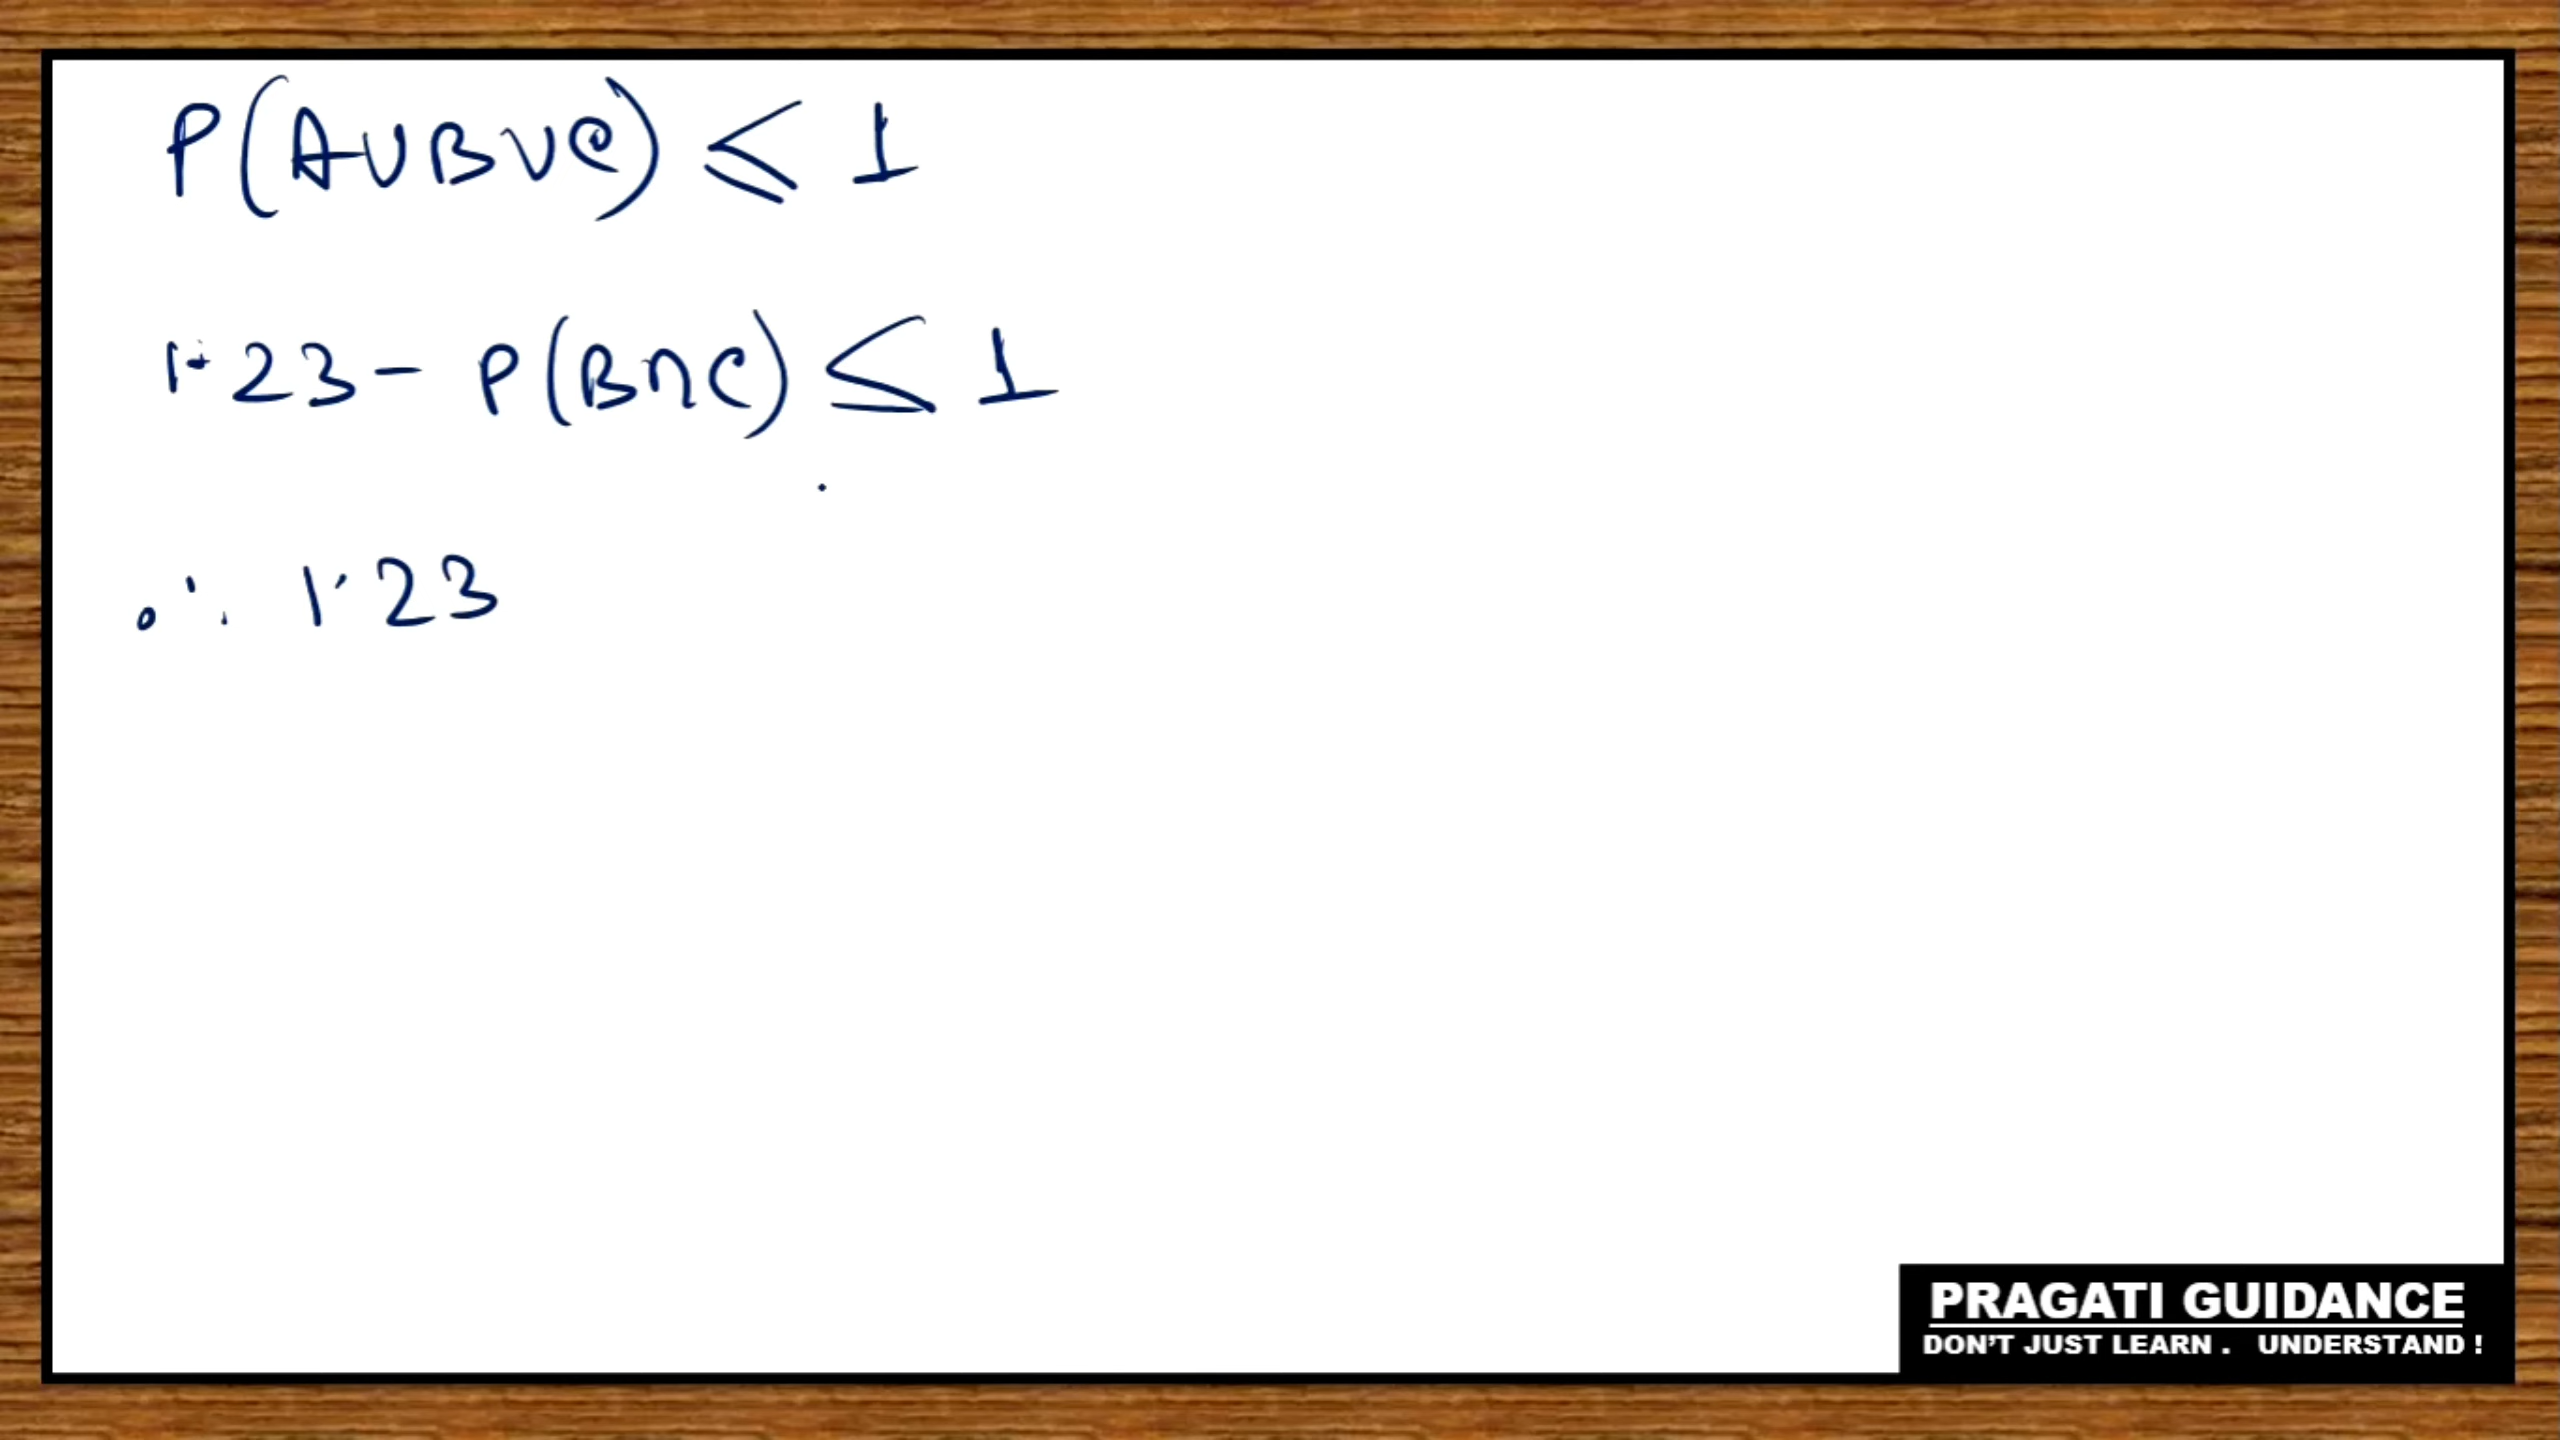 P(A∪B∪C) ≤ 1
1·23 - P(B∩C) ≤ 1
∴ 1·23
PRAGATI GUIDANCE
DON'T JUST LEARN . UNDERSTAND !